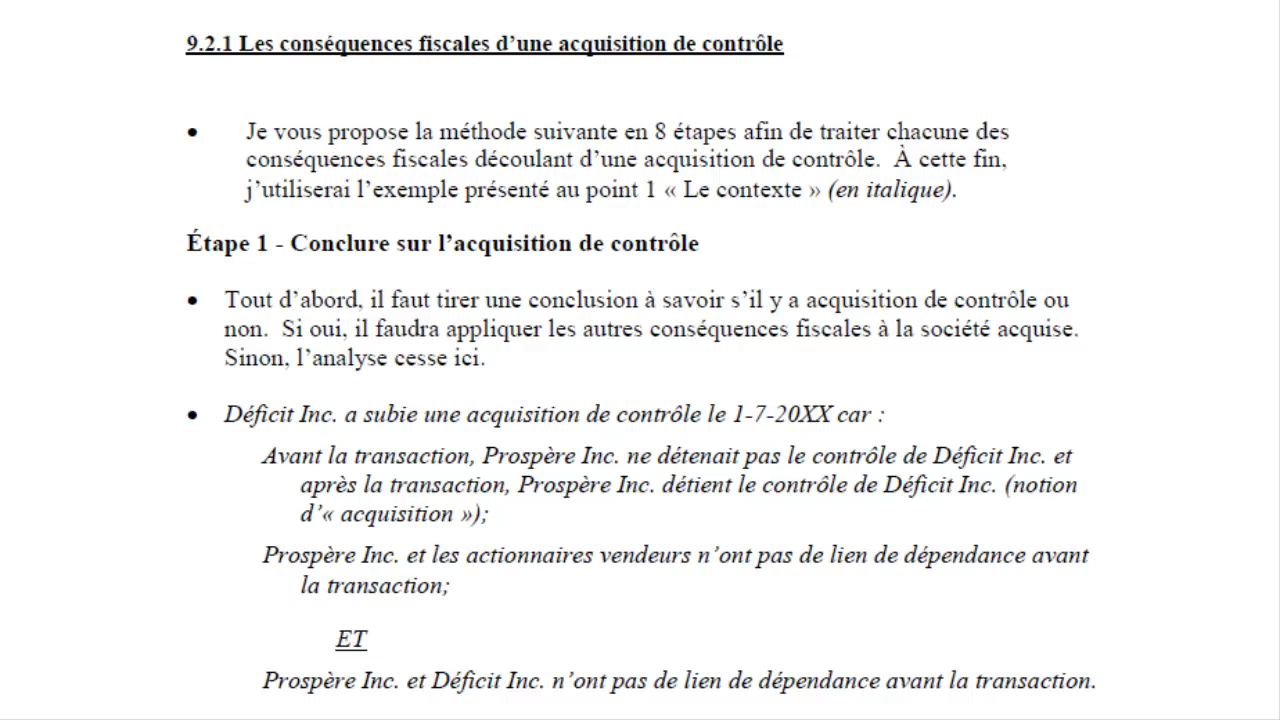 9.2.1 Les conséquences fiscales d’une acquisition de contrôle
• Je vous propose la méthode suivante en 8 étapes afin de traiter chacune des
conséquences fiscales découlant d’une acquisition de contrôle. À cette fin,
j’utiliserai l’exemple présenté au point 1 « Le contexte » (en italique).
Étape 1 - Conclure sur l’acquisition de contrôle
• Tout d’abord, il faut tirer une conclusion à savoir s’il y a acquisition de contrôle ou
non. Si oui, il faudra appliquer les autres conséquences fiscales à la société acquise.
Sinon, l’analyse cesse ici.
• Déficit Inc. a subie une acquisition de contrôle le 1-7-20XX car :
Avant la transaction, Prospère Inc. ne détenait pas le contrôle de Déficit Inc. et
après la transaction, Prospère Inc. détient le contrôle de Déficit Inc. (notion
d’« acquisition »);
Prospère Inc. et les actionnaires vendeurs n’ont pas de lien de dépendance avant
la transaction;
ET
Prospère Inc. et Déficit Inc. n’ont pas de lien de dépendance avant la transaction.